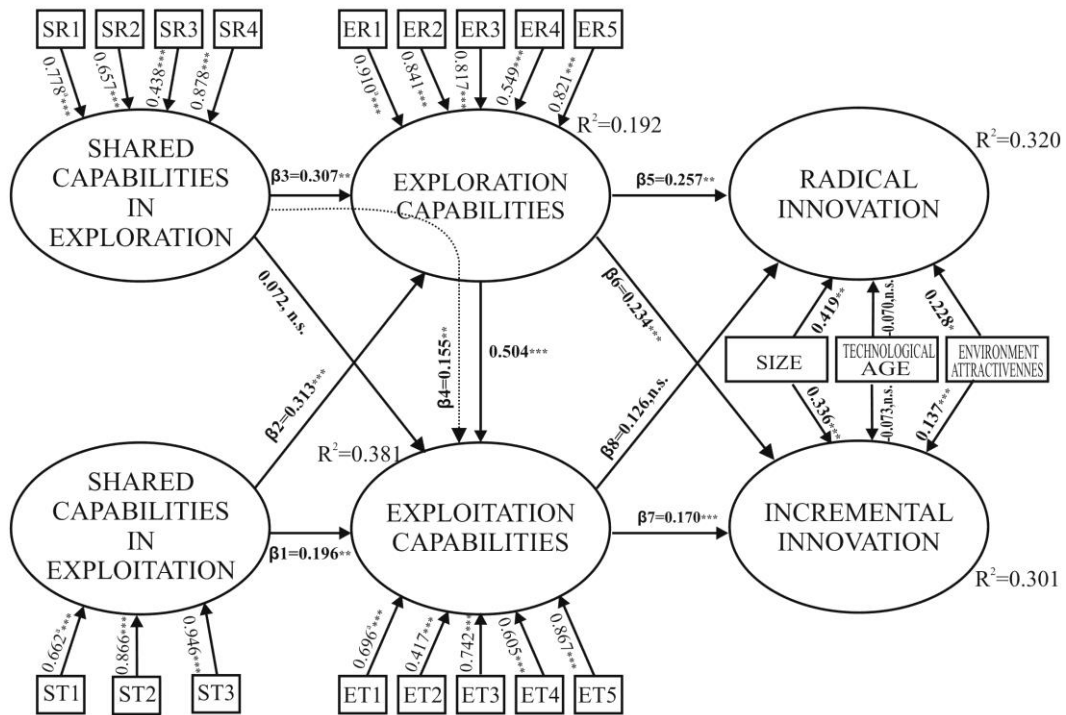 SR1 SR2 SR3 SR4
ER1 ER2 ER3 ER4 ER5
0.778ª*** 0.657*** 0.438*** 0.878***
0.910ª*** 0.841*** 0.817*** 0.549*** 0.821***
R²=0.192
R²=0.320
SHARED
CAPABILITIES
IN
EXPLORATION
β3=0.307**
EXPLORATION
CAPABILITIES
β5=0.257**
RADICAL
INNOVATION
0.072, n.s.
β2=0.313***
β4=0.155**
0.504***
β6=0.234***
β8=0.126,n.s.
0.419**
-0.070,n.s.
0.228*
SIZE
TECHNOLOGICAL
AGE
ENVIRONMENT
ATTRACTIVENNES
0.336***
-0.073,n.s.
0.137***
R²=0.381
SHARED
CAPABILITIES
IN
EXPLOITATION
β1=0.196**
EXPLOITATION
CAPABILITIES
β7=0.170***
INCREMENTAL
INNOVATION
R²=0.301
0.662ª*** 0.866*** 0.946***
0.696ª*** 0.417*** 0.742*** 0.605*** 0.867***
ST1 ST2 ST3
ET1 ET2 ET3 ET4 ET5